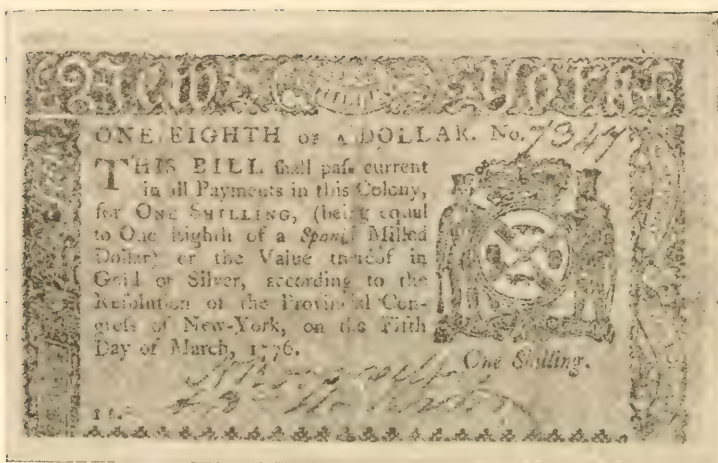 New York
ONE EIGHTH OF A DOLLAR. No. 7347
THIS BILL ſhall paſs current
in all Payments in this Colony,
for ONE SHILLING, (being equal
to One Eighth of a Spaniſh Milled
Dollar) or the Value thereof in
Gold or Silver, according to the
Reſolution of the Provincial Con-
greſs of New-York, on the Fifth
Day of March, 1776.
One Shilling.
1 s.